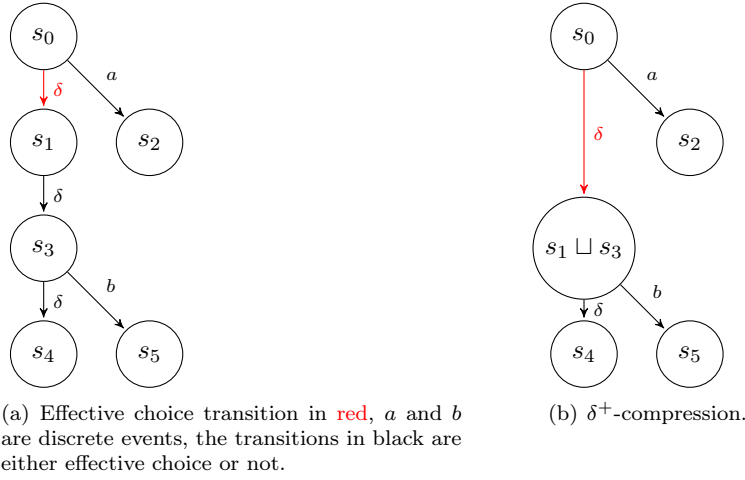 s₀ s₀
a a
δ
s₁ s₂ δ s₂
δ
s₃ s₁ ⊔ s₃
b b
δ δ
s₄ s₅ s₄ s₅
(a) Effective choice transition in red, a and b
are discrete events, the transitions in black are
either effective choice or not.
(b) δ⁺-compression.